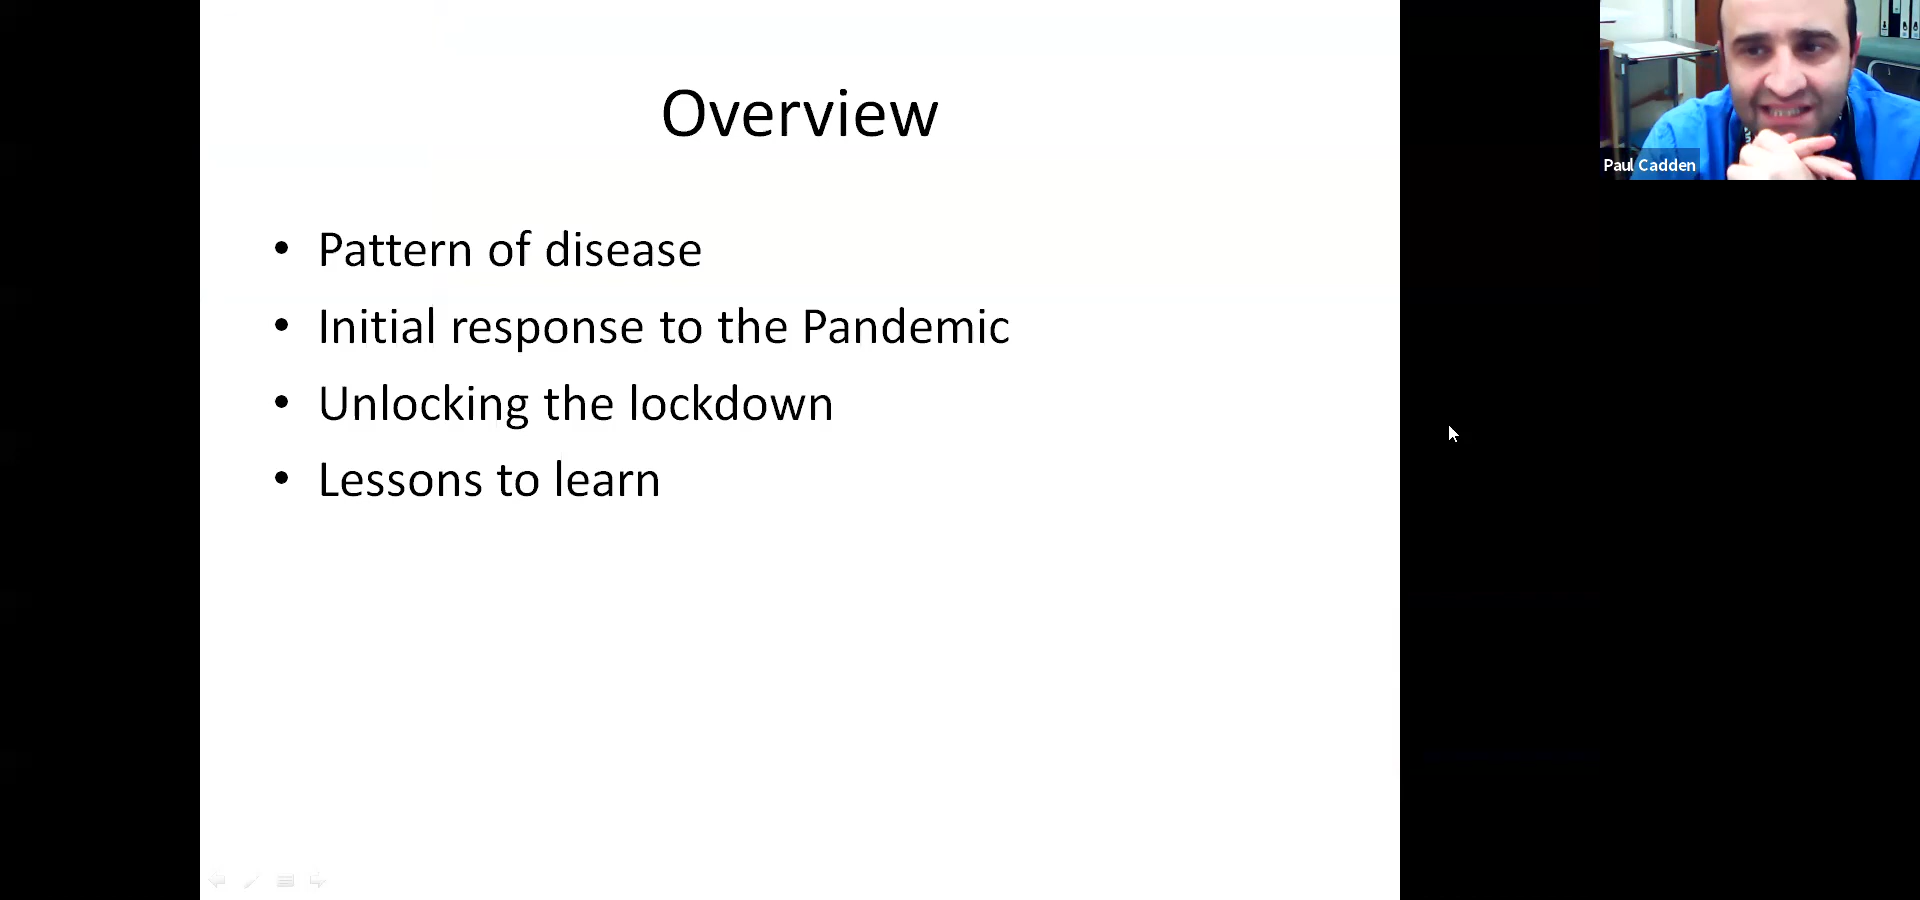 Overview
• Pattern of disease
• Initial response to the Pandemic
• Unlocking the lockdown
• Lessons to learn
Paul Cadden